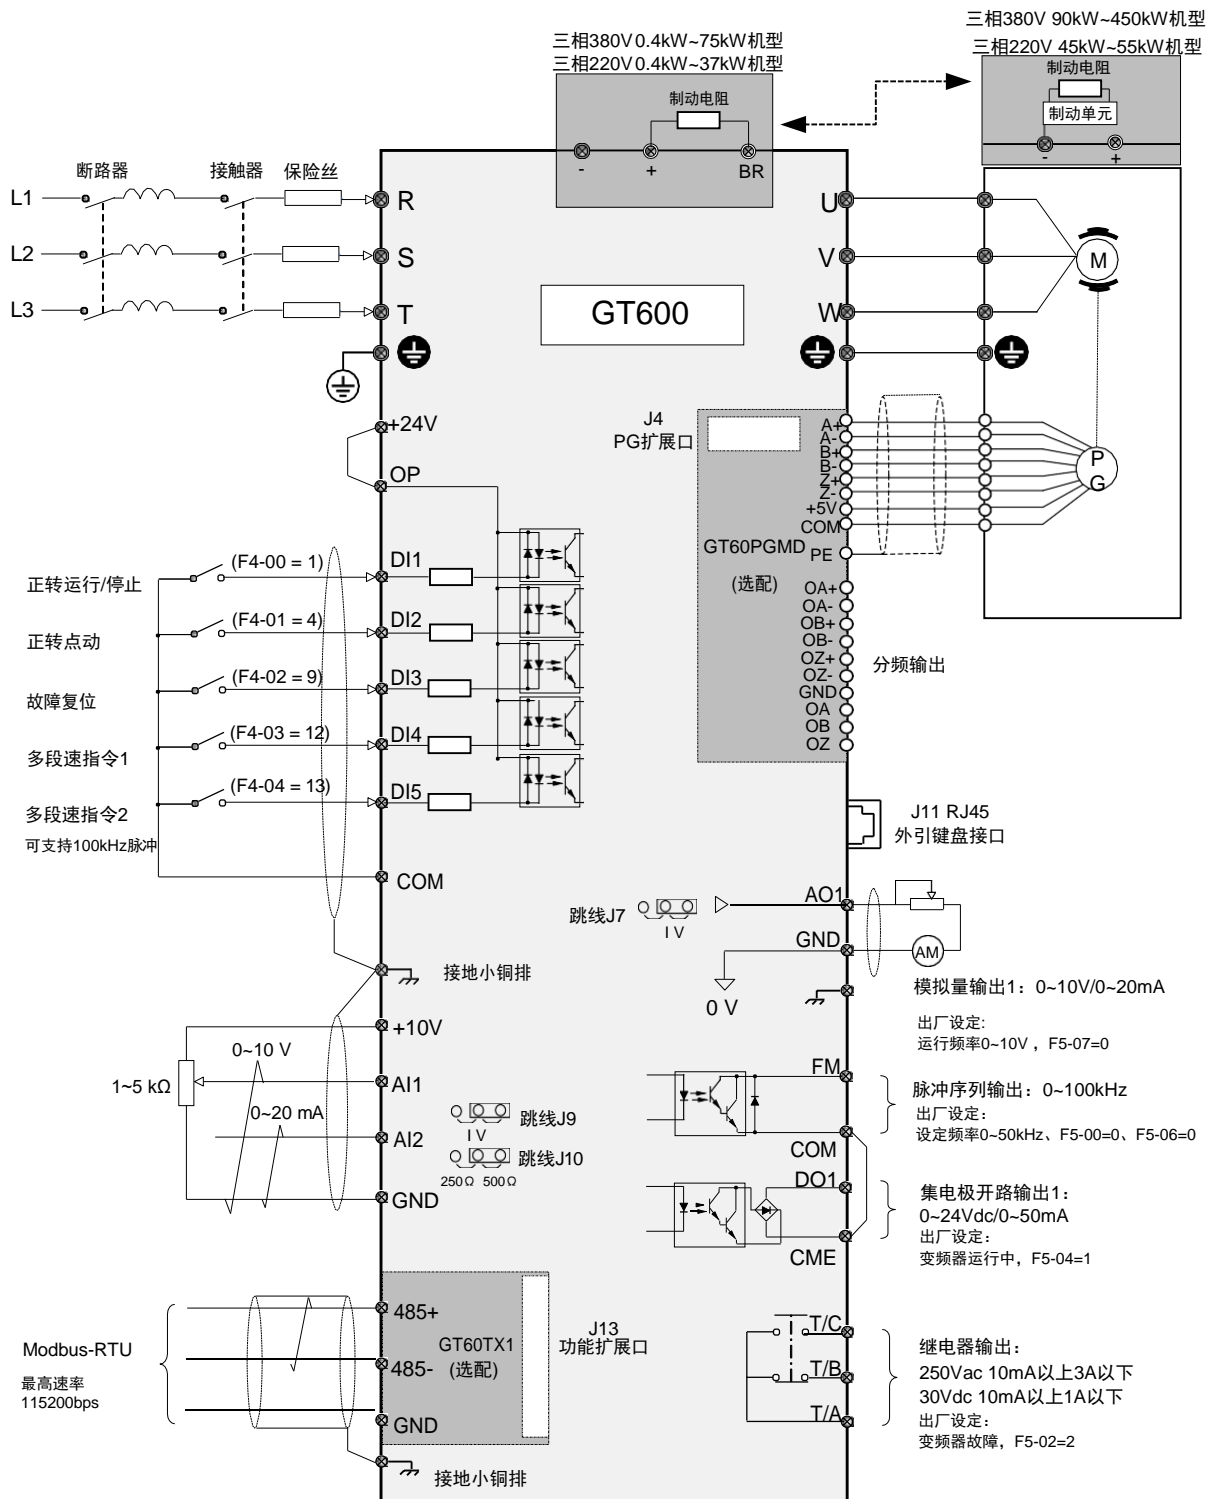 三相380V 90kW~450kW机型
三相220V 45kW~55kW机型
三相380V 0.4kW~75kW机型
三相220V 0.4kW~37kW机型
制动电阻
制动单元
-
+
制动电阻
-
+
BR
断路器
接触器
保险丝
L1
R
U
L2
S
V
M
L3
T
W
GT600
+24V
OP
J4
PG扩展口
A+
A-
B+
B-
Z+
Z-
+5V
COM
PE
PG
GT60PGMD
(选配)
OA+
OA-
OB+
OB-
OZ+
OZ-
GND
OA
OB
OZ
分频输出
正转运行/停止
(F4-00 = 1)
DI1
正转点动
(F4-01 = 4)
DI2
故障复位
(F4-02 = 9)
DI3
多段速指令1
(F4-03 = 12)
DI4
多段速指令2
(F4-04 = 13)
DI5
可支持100kHz脉冲
COM
J11 RJ45
外引键盘接口
跳线J7
I V
AO1
GND
AM
0 V
模拟量输出1：0~10V/0~20mA
出厂设定:
运行频率0~10V ，F5-07=0
接地小铜排
+10V
0~10 V
1~5 kΩ
AI1
0~20 mA
AI2
GND
跳线J9
I V
跳线J10
250Ω 500Ω
FM
COM
脉冲序列输出：0~100kHz
出厂设定：
设定频率0~50kHz、F5-00=0、F5-06=0
DO1
CME
集电极开路输出1：
0~24Vdc/0~50mA
出厂设定：
变频器运行中，F5-04=1
Modbus-RTU
最高速率
115200bps
485+
485-
GND
GT60TX1
(选配)
J13
功能扩展口
接地小铜排
T/C
T/B
T/A
继电器输出：
250Vac 10mA以上3A以下
30Vdc 10mA以上1A以下
出厂设定：
变频器故障，F5-02=2